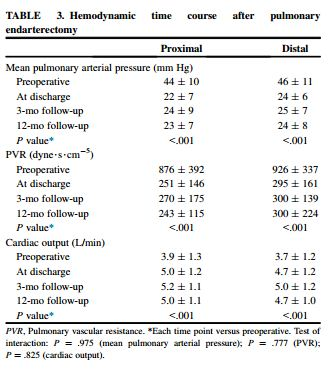 TABLE 3. Hemodynamic time course after pulmonary
endarterectomy
Proximal Distal
Mean pulmonary arterial pressure (mm Hg)
Preoperative 44 ± 10 46 ± 11
At discharge 22 ± 7 24 ± 6
3-mo follow-up 24 ± 9 25 ± 7
12-mo follow-up 23 ± 7 24 ± 8
P value* <.001 <.001
PVR (dyne·s·cm⁻⁵)
Preoperative 876 ± 392 926 ± 337
At discharge 251 ± 146 295 ± 161
3-mo follow-up 270 ± 175 300 ± 139
12-mo follow-up 243 ± 115 300 ± 224
P value* <.001 <.001
Cardiac output (L/min)
Preoperative 3.9 ± 1.3 3.7 ± 1.2
At discharge 5.0 ± 1.2 4.7 ± 1.2
3-mo follow-up 5.2 ± 1.1 5.0 ± 1.2
12-mo follow-up 5.0 ± 1.1 4.7 ± 1.0
P value* <.001 <.001
PVR, Pulmonary vascular resistance. *Each time point versus preoperative. Test of
interaction: P = .975 (mean pulmonary arterial pressure); P = .777 (PVR);
P = .825 (cardiac output).